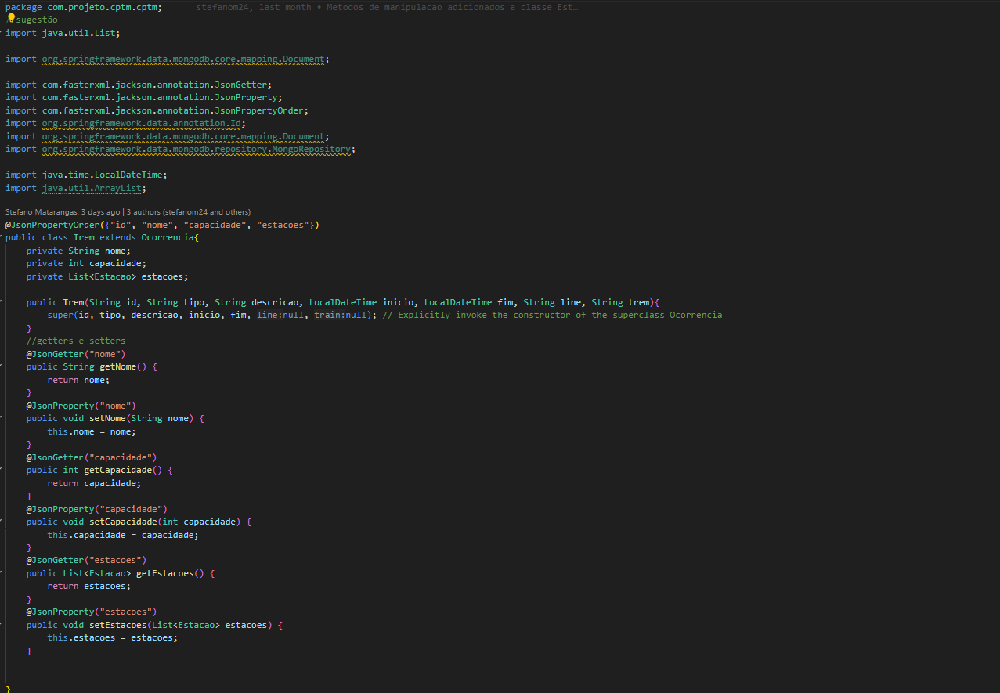 package com.projeto.cptm.cptm; stefanom24, last month • Metodos de manipulacao adicionados a classe Est…
//sugestão
import java.util.List;
import org.springframework.data.mongodb.core.mapping.Document;
import com.fasterxml.jackson.annotation.JsonGetter;
import com.fasterxml.jackson.annotation.JsonProperty;
import com.fasterxml.jackson.annotation.JsonPropertyOrder;
import org.springframework.data.annotation.Id;
import org.springframework.data.mongodb.core.mapping.Document;
import org.springframework.data.mongodb.repository.MongoRepository;
import java.time.LocalDateTime;
import java.util.ArrayList;
Stefano Matarangas, 3 days ago | 3 authors (stefanom24 and others)
@JsonPropertyOrder({"id", "nome", "capacidade", "estacoes"})
public class Trem extends Ocorrencia{
private String nome;
private int capacidade;
private List<Estacao> estacoes;
public Trem(String id, String tipo, String descricao, LocalDateTime inicio, LocalDateTime fim, String line, String trem){
super(id, tipo, descricao, inicio, fim, line:null, train:null); // Explicitly invoke the constructor of the superclass Ocorrencia
}
//getters e setters
@JsonGetter("nome")
public String getNome() {
return nome;
}
@JsonProperty("nome")
public void setNome(String nome) {
this.nome = nome;
}
@JsonGetter("capacidade")
public int getCapacidade() {
return capacidade;
}
@JsonProperty("capacidade")
public void setCapacidade(int capacidade) {
this.capacidade = capacidade;
}
@JsonGetter("estacoes")
public List<Estacao> getEstacoes() {
return estacoes;
}
@JsonProperty("estacoes")
public void setEstacoes(List<Estacao> estacoes) {
this.estacoes = estacoes;
}
}